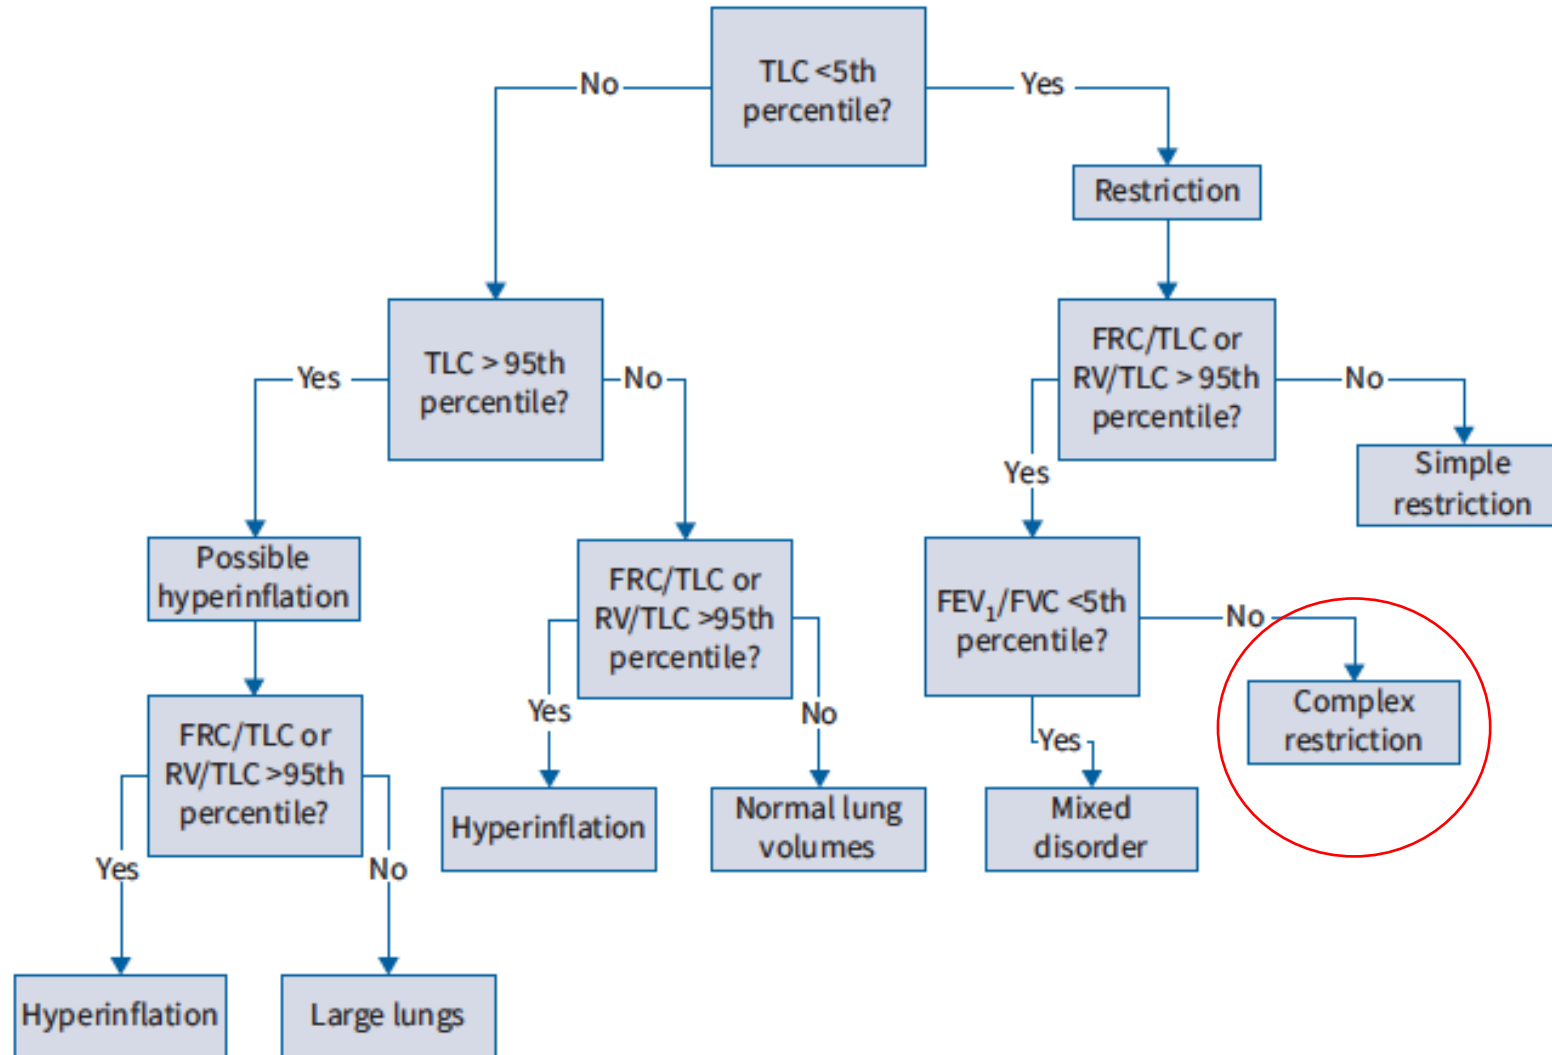 TLC <5th
percentile?
No
Yes
Restriction
TLC > 95th
percentile?
Yes
No
FRC/TLC or
RV/TLC > 95th
percentile?
No
Yes
Simple
restriction
Possible
hyperinflation
FRC/TLC or
RV/TLC >95th
percentile?
Yes
No
FEV₁/FVC <5th
percentile?
No
Yes
Complex
restriction
FRC/TLC or
RV/TLC >95th
percentile?
Yes
No
Hyperinflation
Normal lung
volumes
Mixed
disorder
Hyperinflation
Large lungs